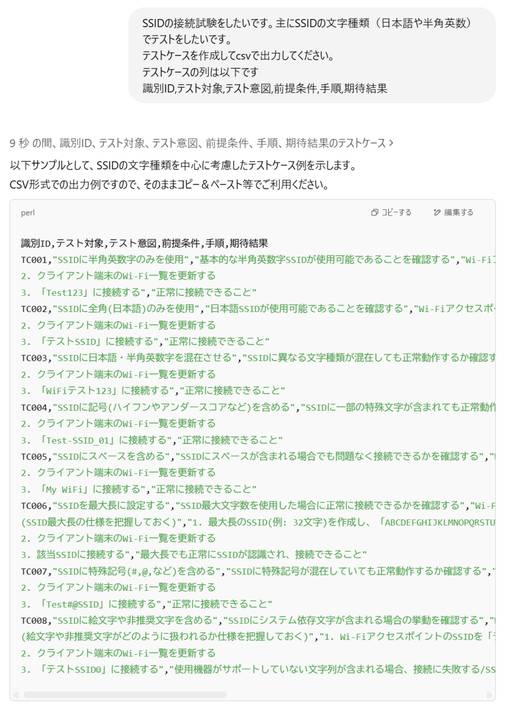 SSIDの接続試験をしたいです。主にSSIDの文字種類（日本語や半角英数）
でテストをしたいです。
テストケースを作成してcsvで出力してください。
テストケースの列は以下です
識別ID,テスト対象,テスト意図,前提条件,手順,期待結果
9 秒 の間、識別ID、テスト対象、テスト意図、前提条件、手順、期待結果のテストケース
以下サンプルとして、SSIDの文字種類を中心に考慮したテストケース例を示します。
CSV形式での出力例ですので、そのままコピー＆ペースト等でご利用ください。
perl
コピーする
編集する
識別ID,テスト対象,テスト意図,前提条件,手順,期待結果
TC001,"SSIDに半角英数字のみを使用","基本的な半角英数字SSIDが使用可能であることを確認する","Wi-Fi
2. クライアント端末のWi-Fi一覧を更新する
3. 「Test123」に接続する","正常に接続できること"
TC002,"SSIDに全角(日本語)のみを使用","日本語SSIDが使用可能であることを確認する","Wi-Fiアクセスポ
2. クライアント端末のWi-Fi一覧を更新する
3. 「テストSSID」に接続する","正常に接続できること"
TC003,"SSIDに日本語・半角英数字を混在させる","SSIDに異なる文字種類が混在しても正常動作するか確認す
2. クライアント端末のWi-Fi一覧を更新する
3. 「WiFiテスト123」に接続する","正常に接続できること"
TC004,"SSIDに記号(ハイフンやアンダースコアなど)を含める","SSIDに一部の特殊文字が含まれても正常動作
2. クライアント端末のWi-Fi一覧を更新する
3. 「Test-SSID_01」に接続する","正常に接続できること"
TC005,"SSIDにスペースを含める","SSIDにスペースが含まれる場合でも問題なく接続できるかを確認する","
2. クライアント端末のWi-Fi一覧を更新する
3. 「My WiFi」に接続する","正常に接続できること"
TC006,"SSIDを最大長に設定する","SSID最大文字数を使用した場合に正常に接続できるかを確認する","Wi-F
(SSID最大長の仕様を把握しておく)","1. 最大長のSSID(例: 32文字)を作成し、「ABCDEFGHIJKLMNOPQRSTU
2. クライアント端末のWi-Fi一覧を更新する
3. 該当SSIDに接続する","最大長でも正常にSSIDが認識され、接続できること"
TC007,"SSIDに特殊記号(#,@,など)を含める","SSIDに特殊記号が混在していても正常動作するか確認する","
2. クライアント端末のWi-Fi一覧を更新する
3. 「Test#@SSID」に接続する","正常に接続できること"
TC008,"SSIDに絵文字や非推奨文字を含める","SSIDにシステム依存文字が含まれる場合の挙動を確認する","
(絵文字や非推奨文字がどのように扱われるか仕様を把握しておく)","1. Wi-FiアクセスポイントのSSIDを「
2. クライアント端末のWi-Fi一覧を更新する
3. 「テストSSID0」に接続する","使用機器がサポートしていない文字列が含まれる場合、接続に失敗する/SS